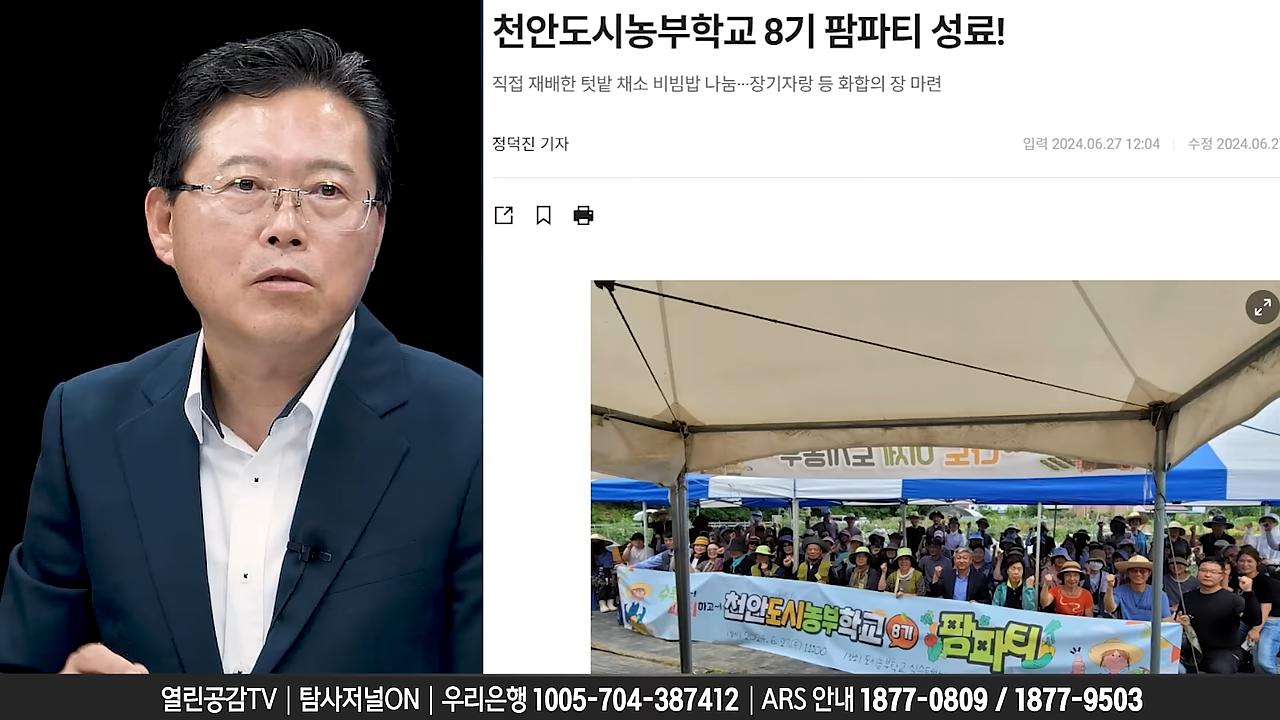 천안도시농부학교 8기 팜파티 성료!
직접 재배한 텃밭 채소 비빔밥 나눔…장기자랑 등 화합의 장 마련
정덕진 기자
입력 2024.06.27 12:04 | 수정 2024.06.2
하고~!
천안도시농부학교 8기 팜파티
열린공감TV | 탐사저널ON | 우리은행 1005-704-387412 | ARS 안내 1877-0809 / 1877-9503